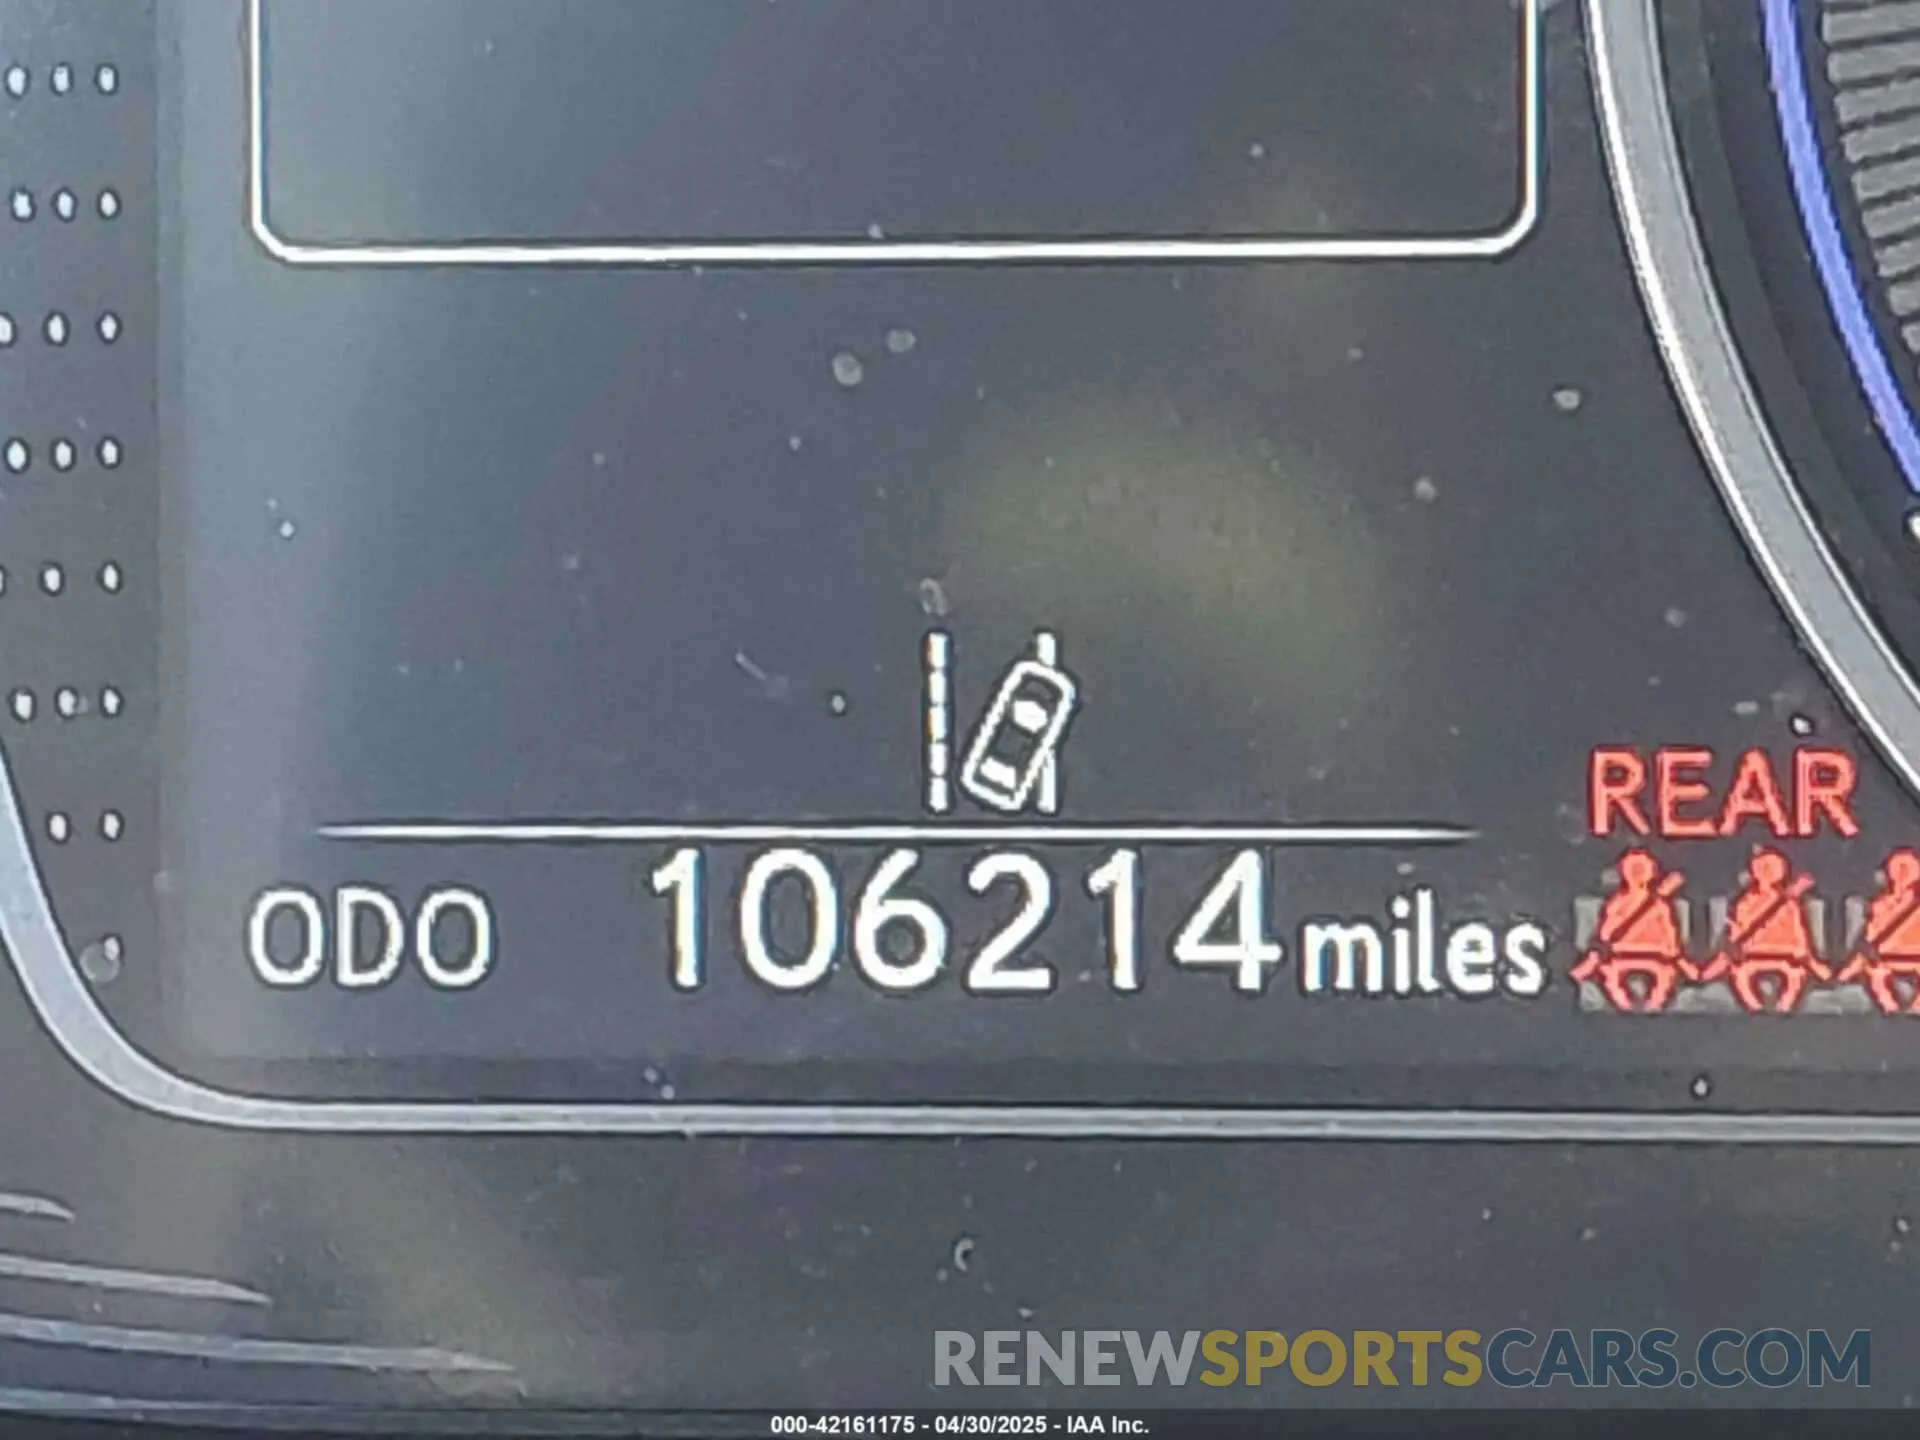 REAR
ODO 106214 miles
RENEWSPORTSCARS.COM
000-42161175 - 04/30/2025 - IAA Inc.